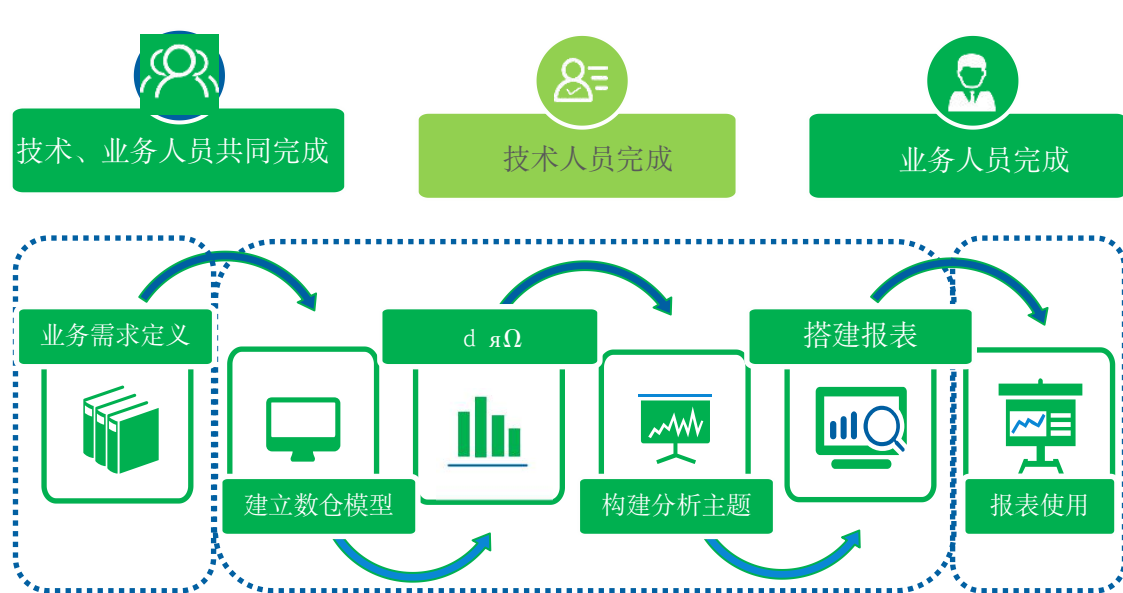 技术、业务人员共同完成
技术人员完成
业务人员完成
业务需求定义
d яΩ
搭建报表
建立数仓模型
构建分析主题
报表使用